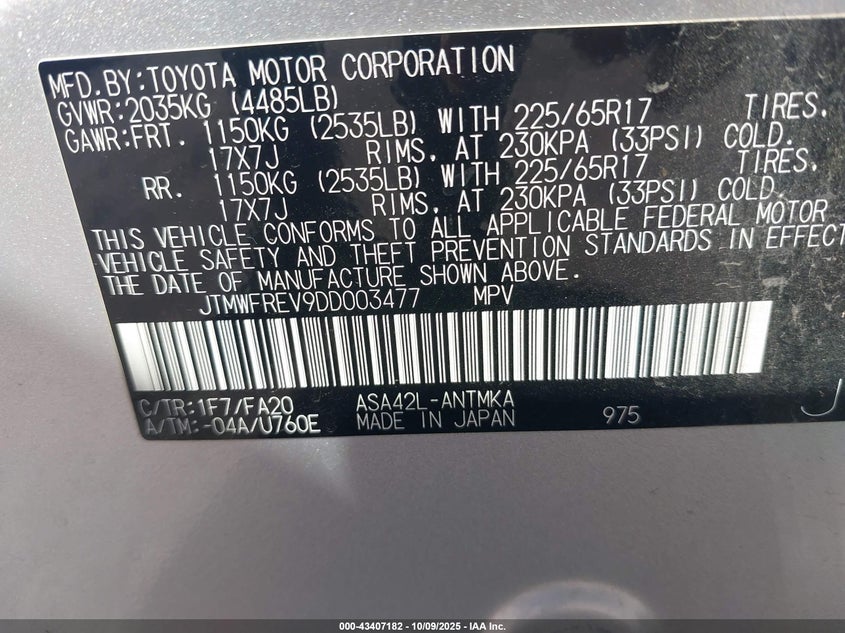 MFD. BY:TOYOTA MOTOR CORPORATION
GVWR:2035KG (4485LB)
GAWR:FRT. 1150KG (2535LB) WITH 225/65R17 TIRES,
17X7J RIMS, AT 230KPA (33PSI) COLD.
RR. 1150KG (2535LB) WITH 225/65R17 TIRES,
17X7J RIMS, AT 230KPA (33PSI) COLD.
THIS VEHICLE CONFORMS TO ALL APPLICABLE FEDERAL MOTOR
VEHICLE SAFETY AND THEFT PREVENTION STANDARDS IN EFFECT
THE DATE OF MANUFACTURE SHOWN ABOVE.
JTMWFREV9DD003477 MPV
C/TR:1F7/FA20 ASA42L-ANTMKA
A/TM:-04A/U760E MADE IN JAPAN 975
000-43407182 - 10/09/2025 - IAA, Inc.